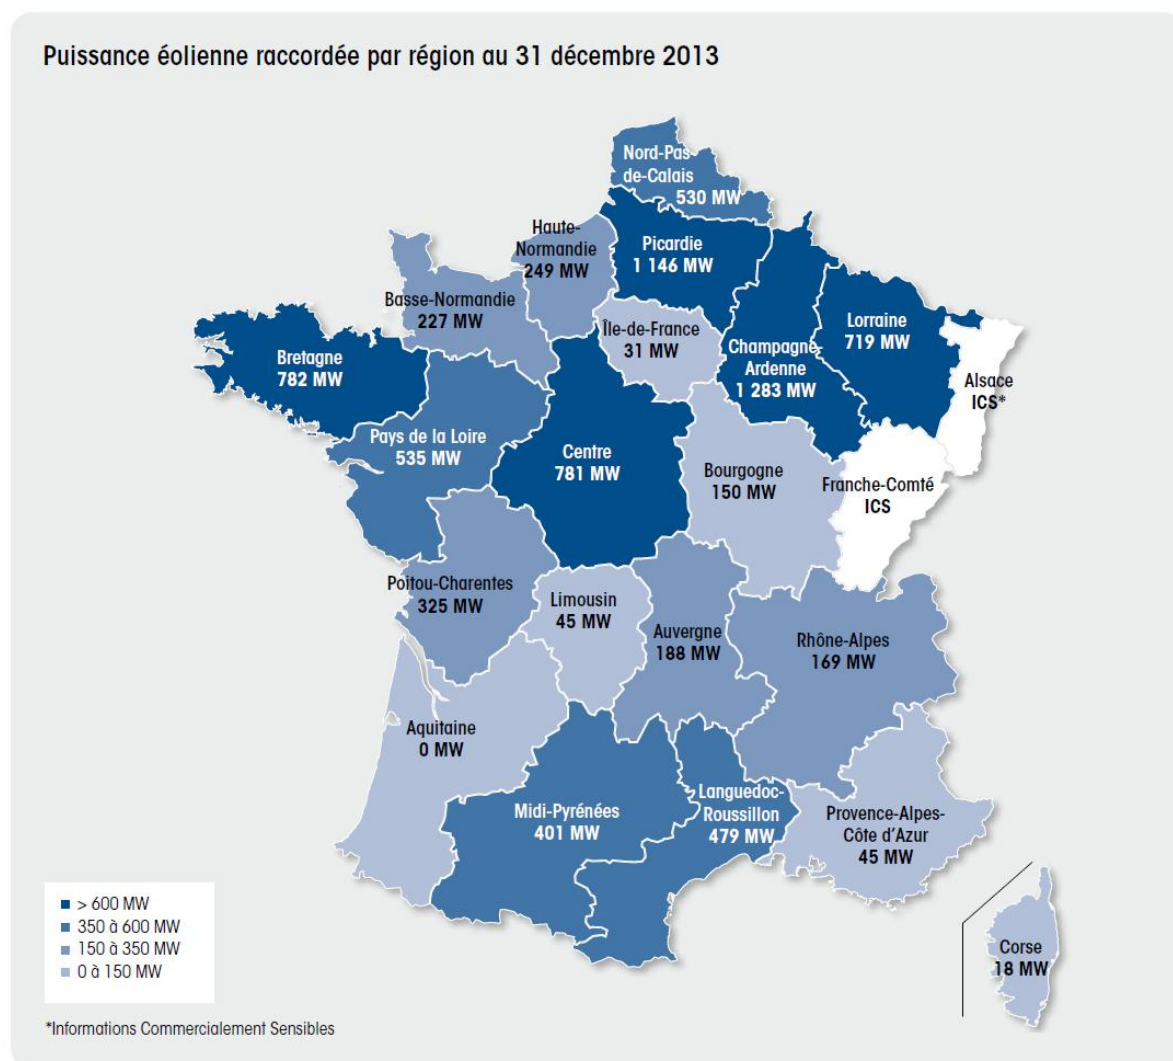 Puissance éolienne raccordée par région au 31 décembre 2013
Nord-Pas-
de-Calais
530 MW
Haute-
Normandie
249 MW
Picardie
1 146 MW
Basse-Normandie
227 MW
Île-de-France
31 MW
Champagne-
Ardenne
1 283 MW
Lorraine
719 MW
Alsace
ICS*
Bretagne
782 MW
Pays de la Loire
535 MW
Centre
781 MW
Bourgogne
150 MW
Franche-Comté
ICS
Poitou-Charentes
325 MW
Limousin
45 MW
Auvergne
188 MW
Rhône-Alpes
169 MW
Aquitaine
0 MW
Midi-Pyrénées
401 MW
Languedoc-
Roussillon
479 MW
Provence-Alpes-
Côte d'Azur
45 MW
Corse
18 MW
> 600 MW
350 à 600 MW
150 à 350 MW
0 à 150 MW
*Informations Commercialement Sensibles